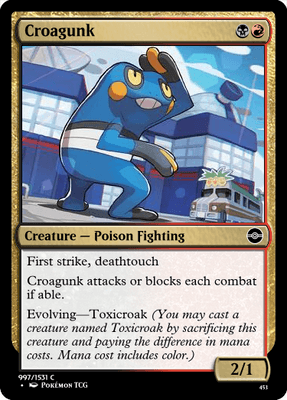 Croagunk
Creature — Poison Fighting
First strike, deathtouch
Croagunk attacks or blocks each combat
if able.
Evolving—Toxicroak (You may cast a
creature named Toxicroak by sacrificing this
creature and paying the difference in mana
costs. Mana cost includes color.)
2/1
997/1531 C
• Pokémon TCG
453